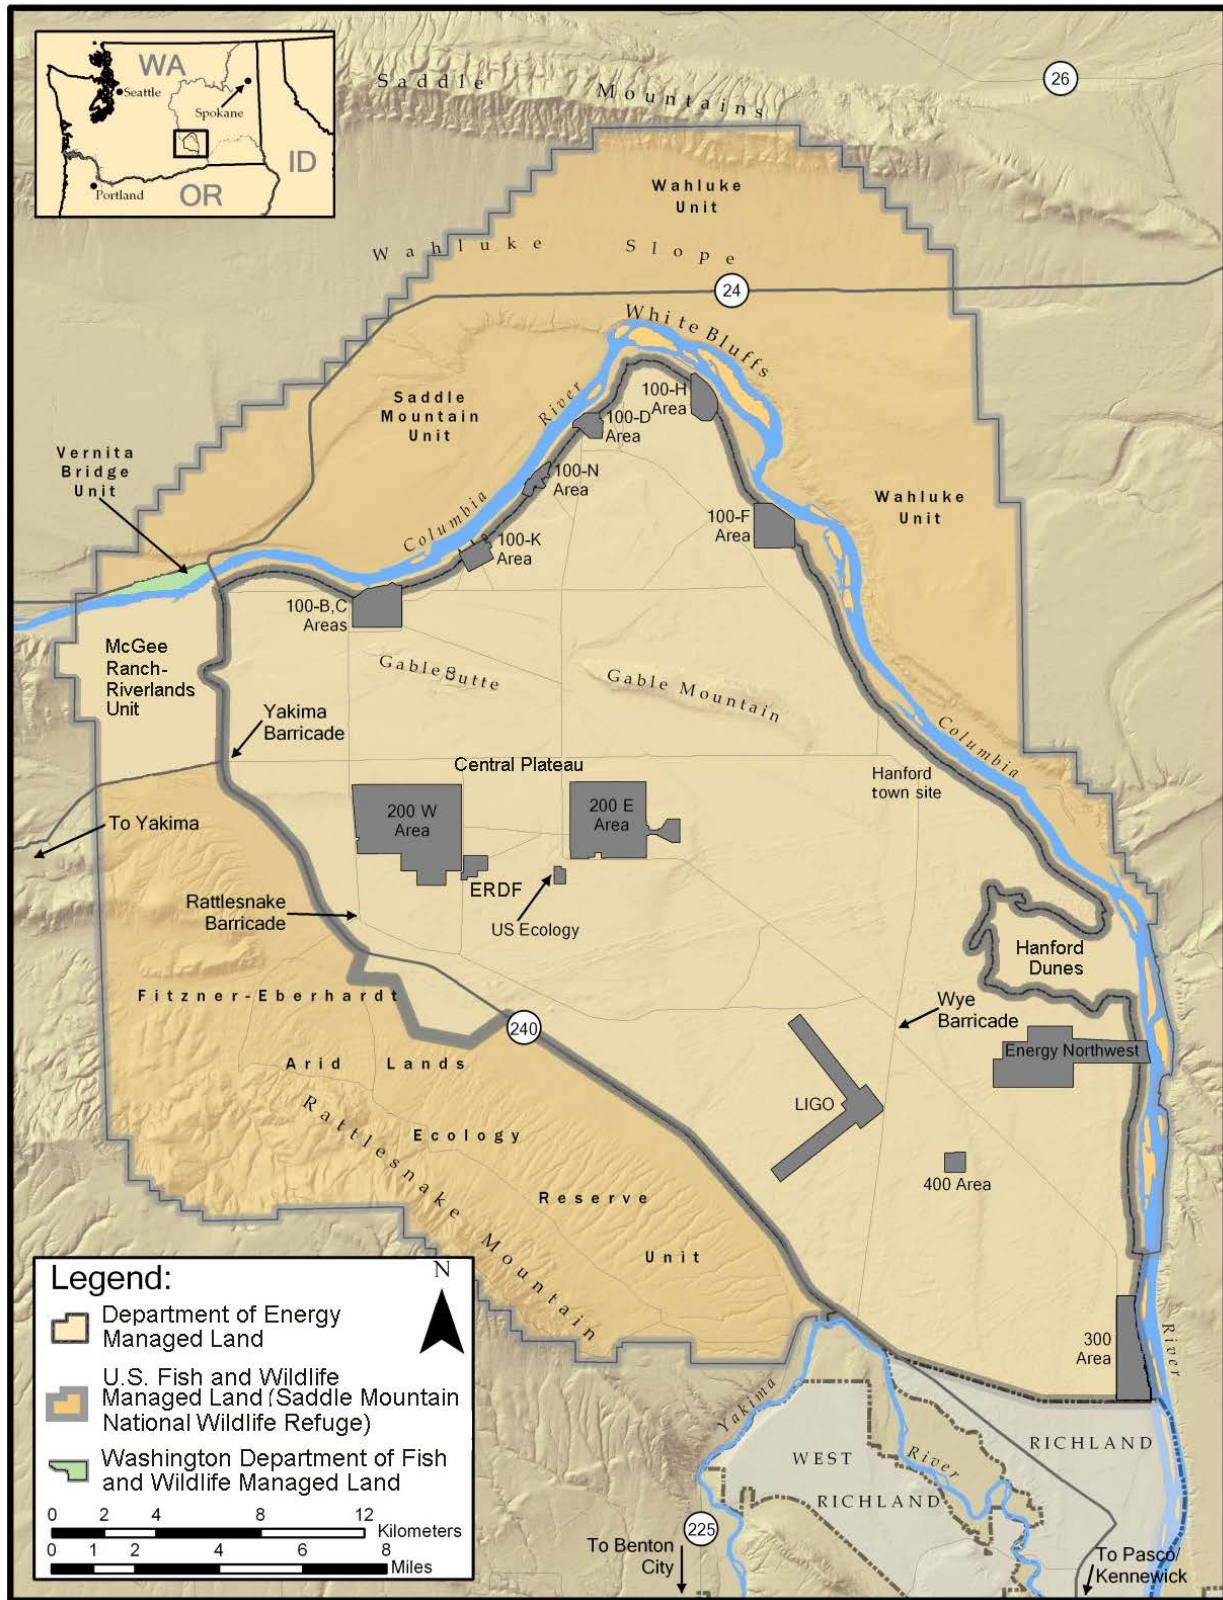 WA
Seattle
Spokane
ID
OR
Portland
Saddle Mountains
26
Wahluke
Unit
Wahluke Slope
24
White Bluffs
Saddle
Mountain
Unit
Columbia River
100-H
Area
100-D
Area
100-N
Area
100-K
Area
100-F
Area
100-B,C
Areas
Vernita
Bridge
Unit
Wahluke
Unit
McGee
Ranch-
Riverlands
Unit
Gable Butte
Gable Mountain
Yakima
Barricade
Columbia
Central Plateau
Hanford
town site
200 W
Area
200 E
Area
To Yakima
ERDF
US Ecology
Rattlesnake
Barricade
Hanford
Dunes
Fitzner-Eberhardt
Arid Lands
Ecology
Reserve
Unit
240
Wye
Barricade
Energy Northwest
LIGO
400 Area
Rattlesnake Mountain
300
Area
River
Yakima
River
WEST
RICHLAND
RICHLAND
225
To Benton
City
To Pasco/
Kennewick
Legend:
N
Department of Energy
Managed Land
U.S. Fish and Wildlife
Managed Land (Saddle Mountain
National Wildlife Refuge)
Washington Department of Fish
and Wildlife Managed Land
0 2 4 8 12
Kilometers
0 1 2 4 6 8
Miles